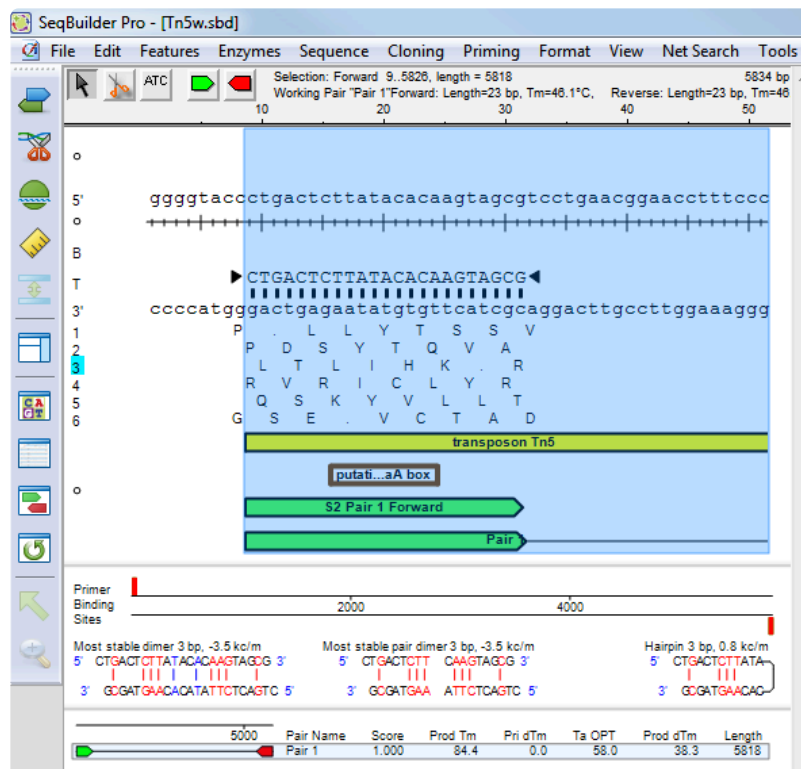 SeqBuilder Pro - [Tn5w.sbd]
File Edit Features Enzymes Sequence Cloning Priming Format View Net Search Tools
ATC
Selection: Forward 9..5826, length = 5818 5834 bp
Working Pair "Pair 1"Forward: Length=23 bp, Tm=46.1°C, Reverse: Length=23 bp, Tm=46
10 20 30 40 50
o
5' ggggtaccctgactcttatacacaagtagcgtcctgaacggaacctttccc
o
B
T CTGACTCTTATACACAAGTAGCG
3' ccccatgggactgagaatatgtgttcatcgcaggacttgccttggaaaggg
1 P . L L Y T S S V
2 P D S Y T Q V A
3 L T L I H K . R
4 R V R I C L Y R
5 Q S K Y V L L T
6 G S E . V C T A D
transposon Tn5
putati...aA box
o
S2 Pair 1 Forward
Pair
Primer
Binding
Sites
2000 4000
Most stable dimer 3 bp, -3.5 kc/m Most stable pair dimer 3 bp, -3.5 kc/m Hairpin 3 bp, 0.8 kc/m
5' CTGACTCTTATACACAAGTAGCG 3' 5' CTGACTCTT CAAGTAGCG 3' 5' CTGACTCTTATA
3' GCGATGAACACATATTCTCAGTC 5' 3' GCGATGAA ATTCTCAGTC 5' 3' GCGATGAACAC
5000 Pair Name Score Prod Tm Pri dTm Ta OPT Prod dTm Length
Pair 1 1.000 84.4 0.0 58.0 38.3 5818